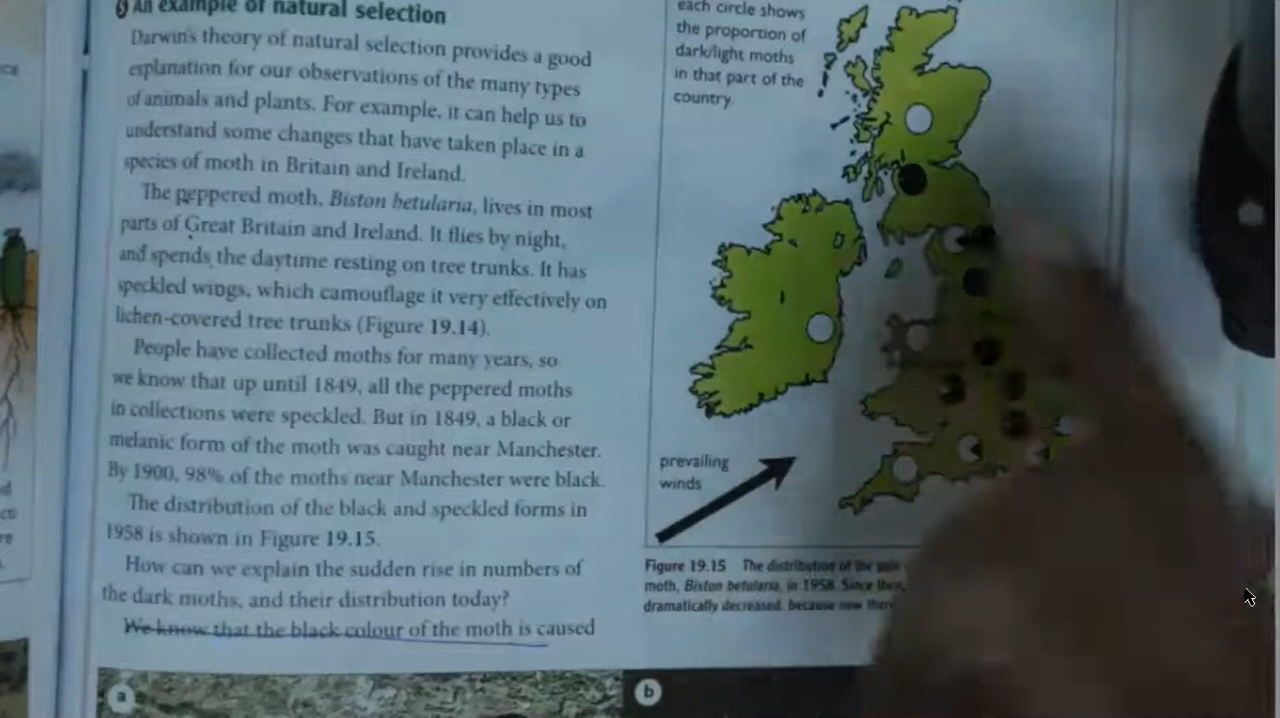 An example of natural selection
Darwin's theory of natural selection provides a good
explanation for our observations of the many types
of animals and plants. For example, it can help us to
understand some changes that have taken place in a
species of moth in Britain and Ireland.
The peppered moth, Biston betularia, lives in most
parts of Great Britain and Ireland. It flies by night,
and spends the daytime resting on tree trunks. It has
speckled wings, which camouflage it very effectively on
lichen-covered tree trunks (Figure 19.14).
People have collected moths for many years, so
we know that up until 1849, all the peppered moths
in collections were speckled. But in 1849, a black or
melanic form of the moth was caught near Manchester.
By 1900, 98% of the moths near Manchester were black.
The distribution of the black and speckled forms in
1958 is shown in Figure 19.15.
How can we explain the sudden rise in numbers of
the dark moths, and their distribution today?
We know that the black colour of the moth is caused
a
each circle shows
the proportion of
dark/light moths
in that part of the
country
prevailing
winds
Figure 19.15 The distribution of the
moth, Biston betularia, in 1958. Since then,
dramatically decreased, because now
b